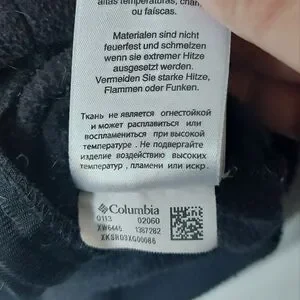 altas temperaturas, cham
ou faíscas.
Materialen sind nicht
feuerfest und schmelzen
wenn sie extremer Hitze
ausgesetzt werden.
Vermeiden Sie starke Hitze,
Flammen oder Funken.
Ткань не является огнестойкой
и может расплавиться или
воспламениться при высокой
температуре . Не подвергайте
изделие воздействию высоких
температур , пламени или искр .
Columbia
0113 02060
XW6445 1387282
XKSR03XG00086